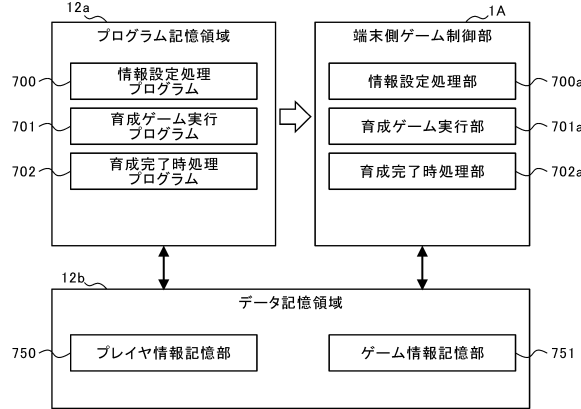 12a
プログラム記憶領域
700
情報設定処理
プログラム
701
育成ゲーム実行
プログラム
702
育成完了時処理
プログラム
1A
端末側ゲーム制御部
情報設定処理部
700a
育成ゲーム実行部
701a
育成完了時処理部
702a
12b
データ記憶領域
750
プレイヤ情報記憶部
ゲーム情報記憶部
751